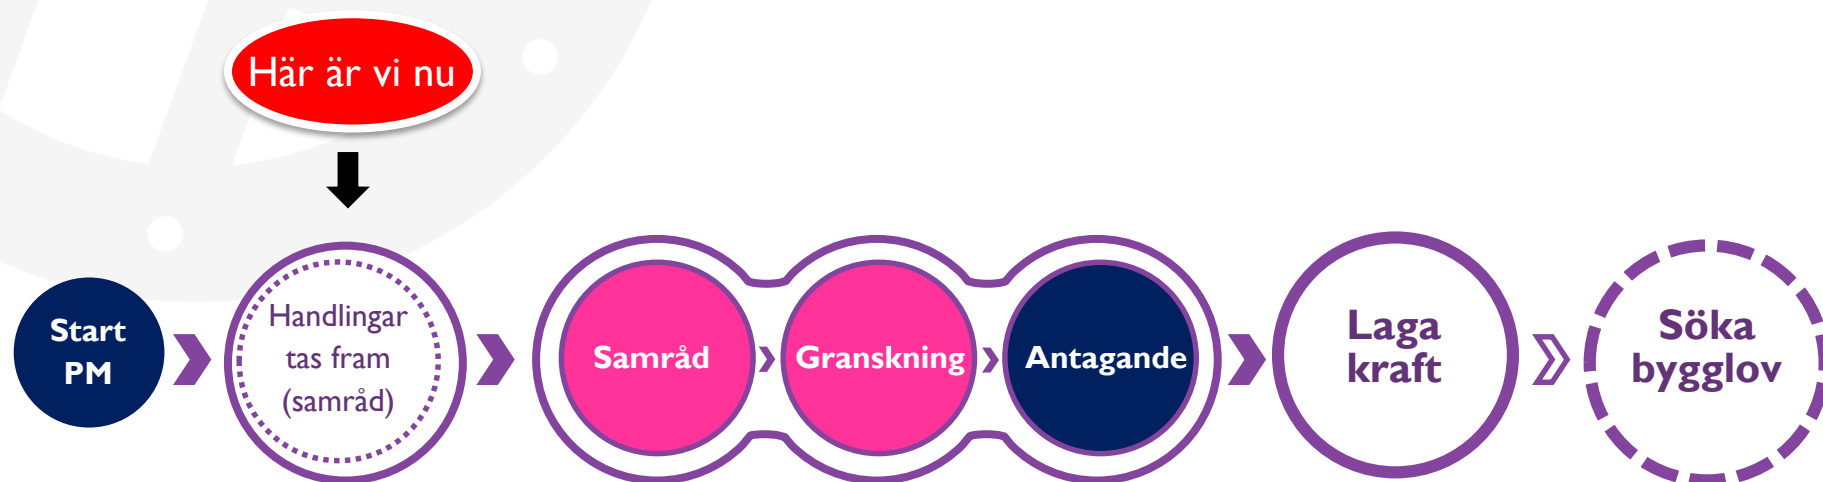 Här är vi nu
Start
PM
Handlingar
tas fram
(samråd)
Samråd
Granskning
Antagande
Laga
kraft
Söka
bygglov